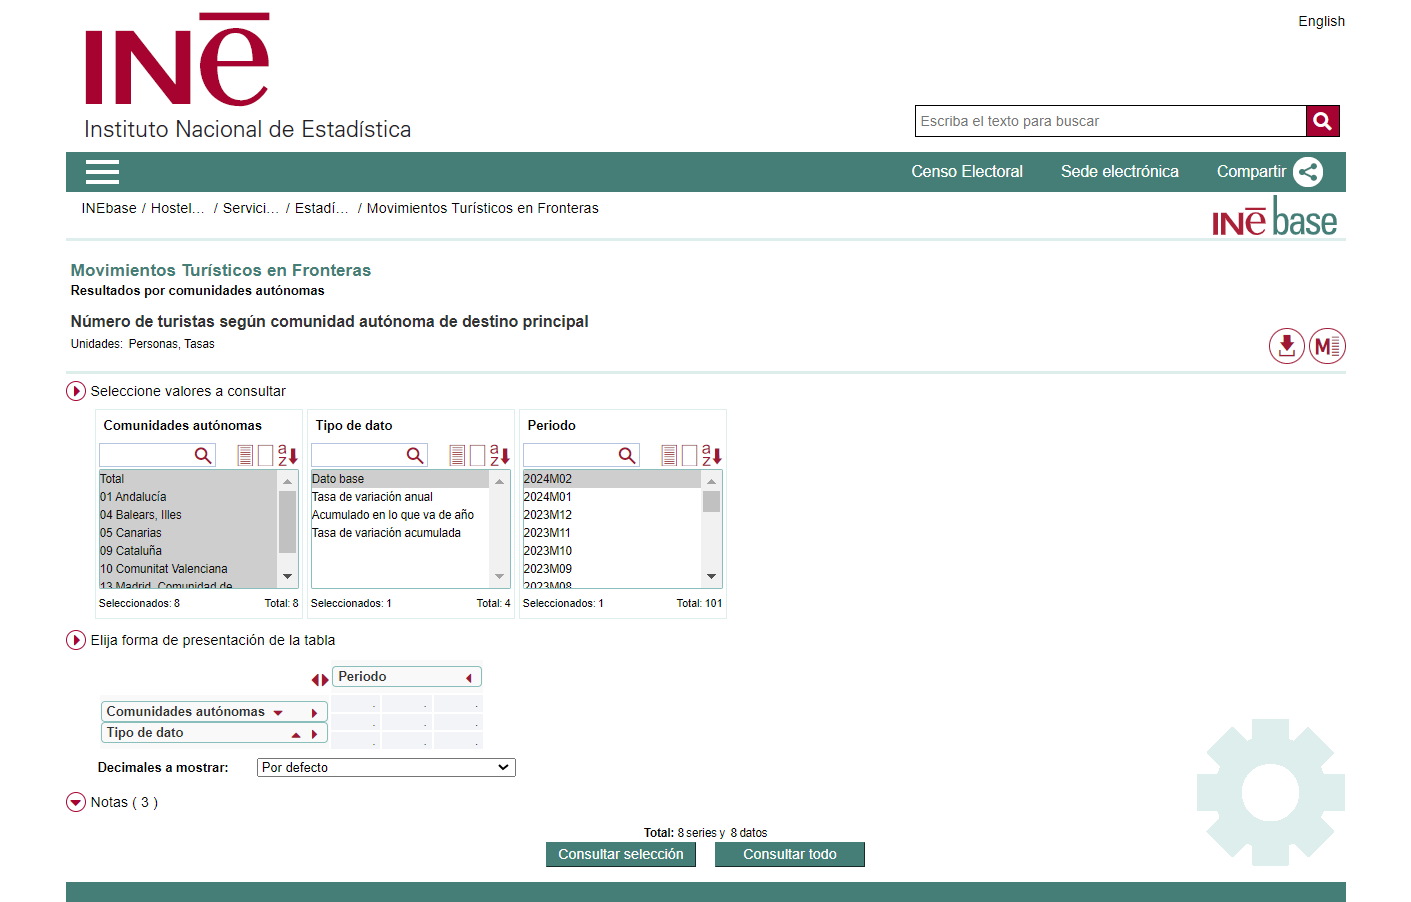 INe
Instituto Nacional de Estadística
English
Escriba el texto para buscar
Censo Electoral Sede electrónica Compartir
INEbase / Hostel... / Servici... / Estadí... / Movimientos Turísticos en Fronteras
INe base
Movimientos Turísticos en Fronteras
Resultados por comunidades autónomas
Número de turistas según comunidad autónoma de destino principal
Unidades: Personas, Tasas
M
Seleccione valores a consultar
Comunidades autónomas
a
z
Total
01 Andalucía
04 Balears, Illes
05 Canarias
09 Cataluña
10 Comunitat Valenciana
13 Madrid, Comunidad de
Seleccionados: 8 Total: 8
Tipo de dato
a
z
Dato base
Tasa de variación anual
Acumulado en lo que va de año
Tasa de variación acumulada
Seleccionados: 1 Total: 4
Periodo
a
z
2024M02
2024M01
2023M12
2023M11
2023M10
2023M09
2023M08
Seleccionados: 1 Total: 101
Elija forma de presentación de la tabla
Periodo
Comunidades autónomas . . .
Tipo de dato . . .
. . .
Decimales a mostrar: Por defecto
Notas ( 3 )
Total: 8 series y 8 datos
Consultar selección Consultar todo